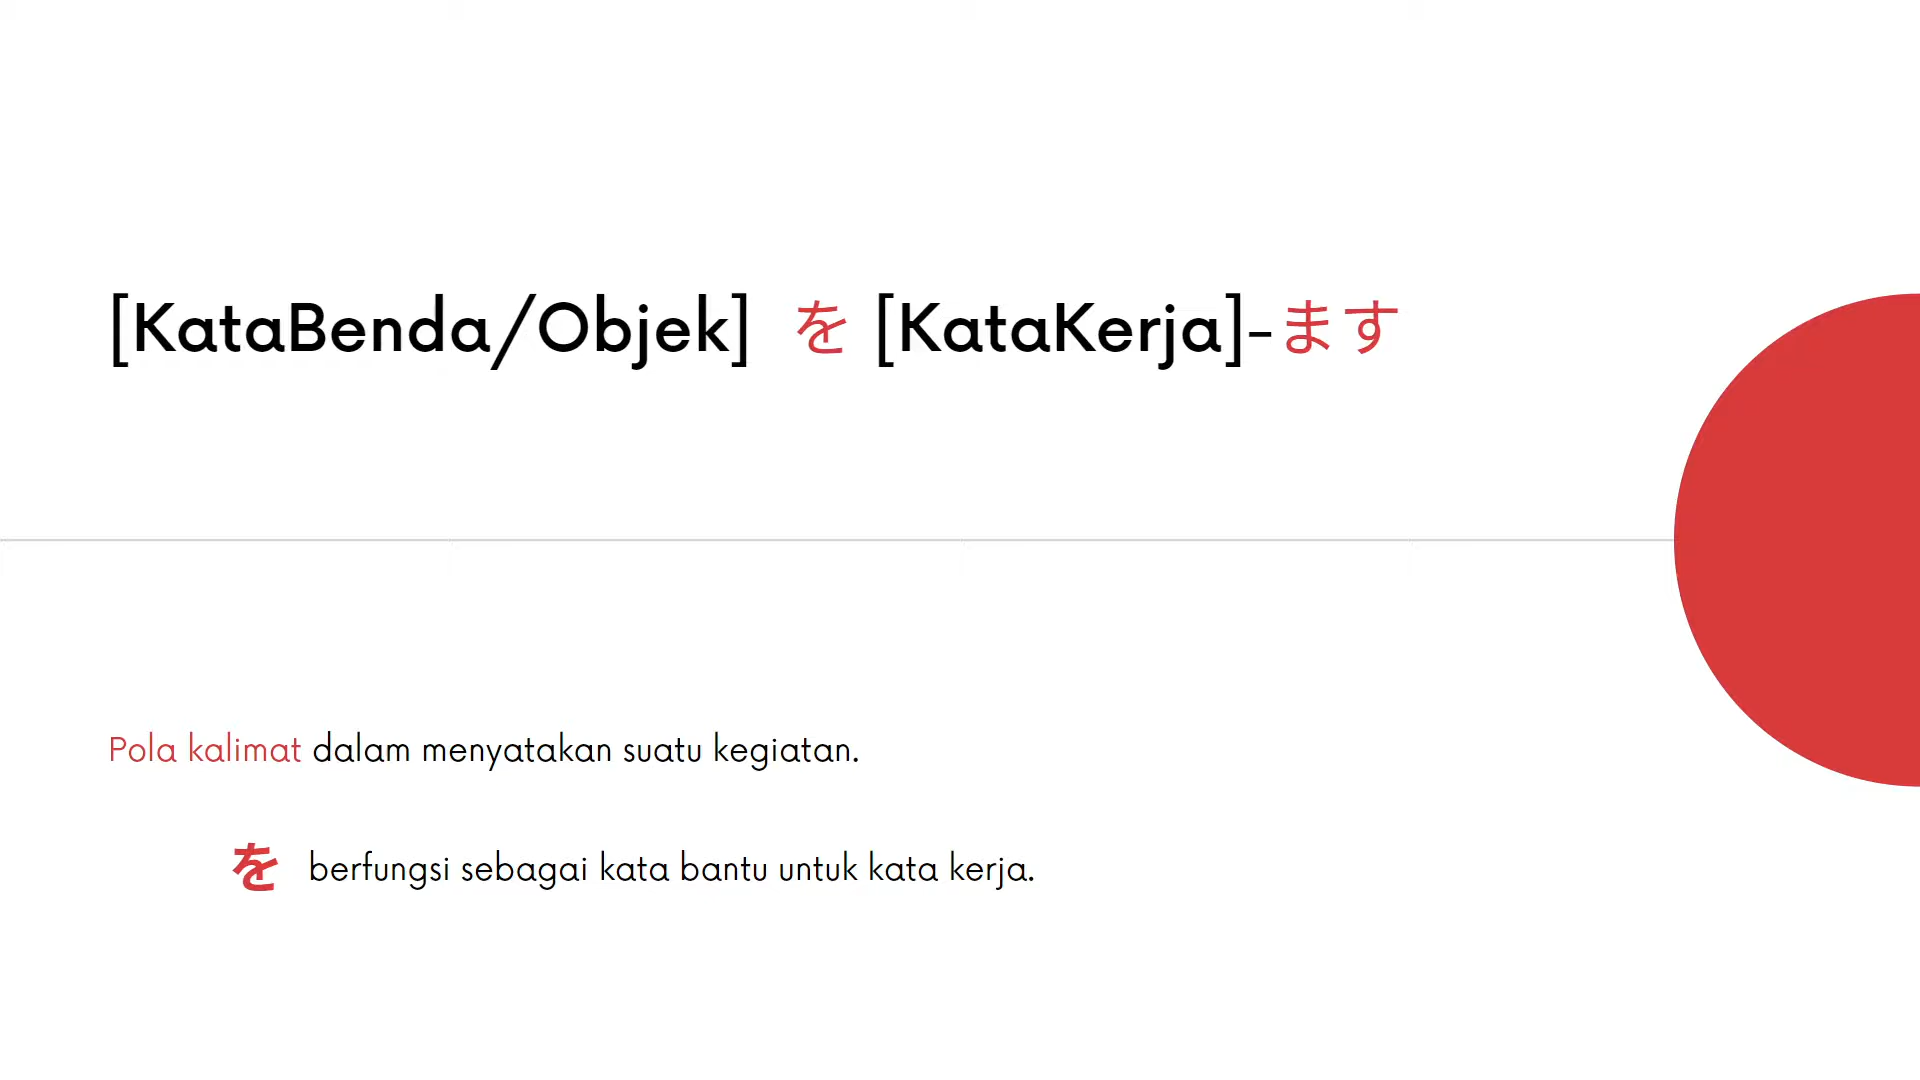 [KataBenda/Objek] を [KataKerja]-ます
Pola kalimat dalam menyatakan suatu kegiatan.
を berfungsi sebagai kata bantu untuk kata kerja.